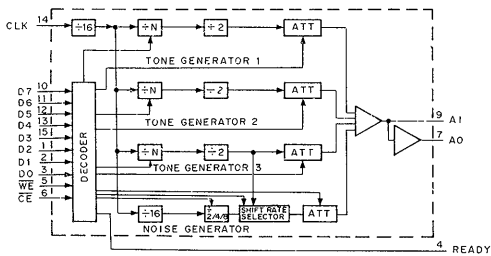 CLK 14 ÷16 ÷N ÷2 ATT
TONE GENERATOR 1
D7 10
D6 11
D5 12
D4 13
D3 15
D2 1
D1 2
D0 3
WE 5
CE 6
DECODER
÷N ÷2 ATT
TONE GENERATOR 2
9 AI
7 AO
÷N ÷2 ATT
TONE GENERATOR 3
÷16 ÷2/4/8 SHIFT RATE SELECTOR ATT
NOISE GENERATOR
4 READY